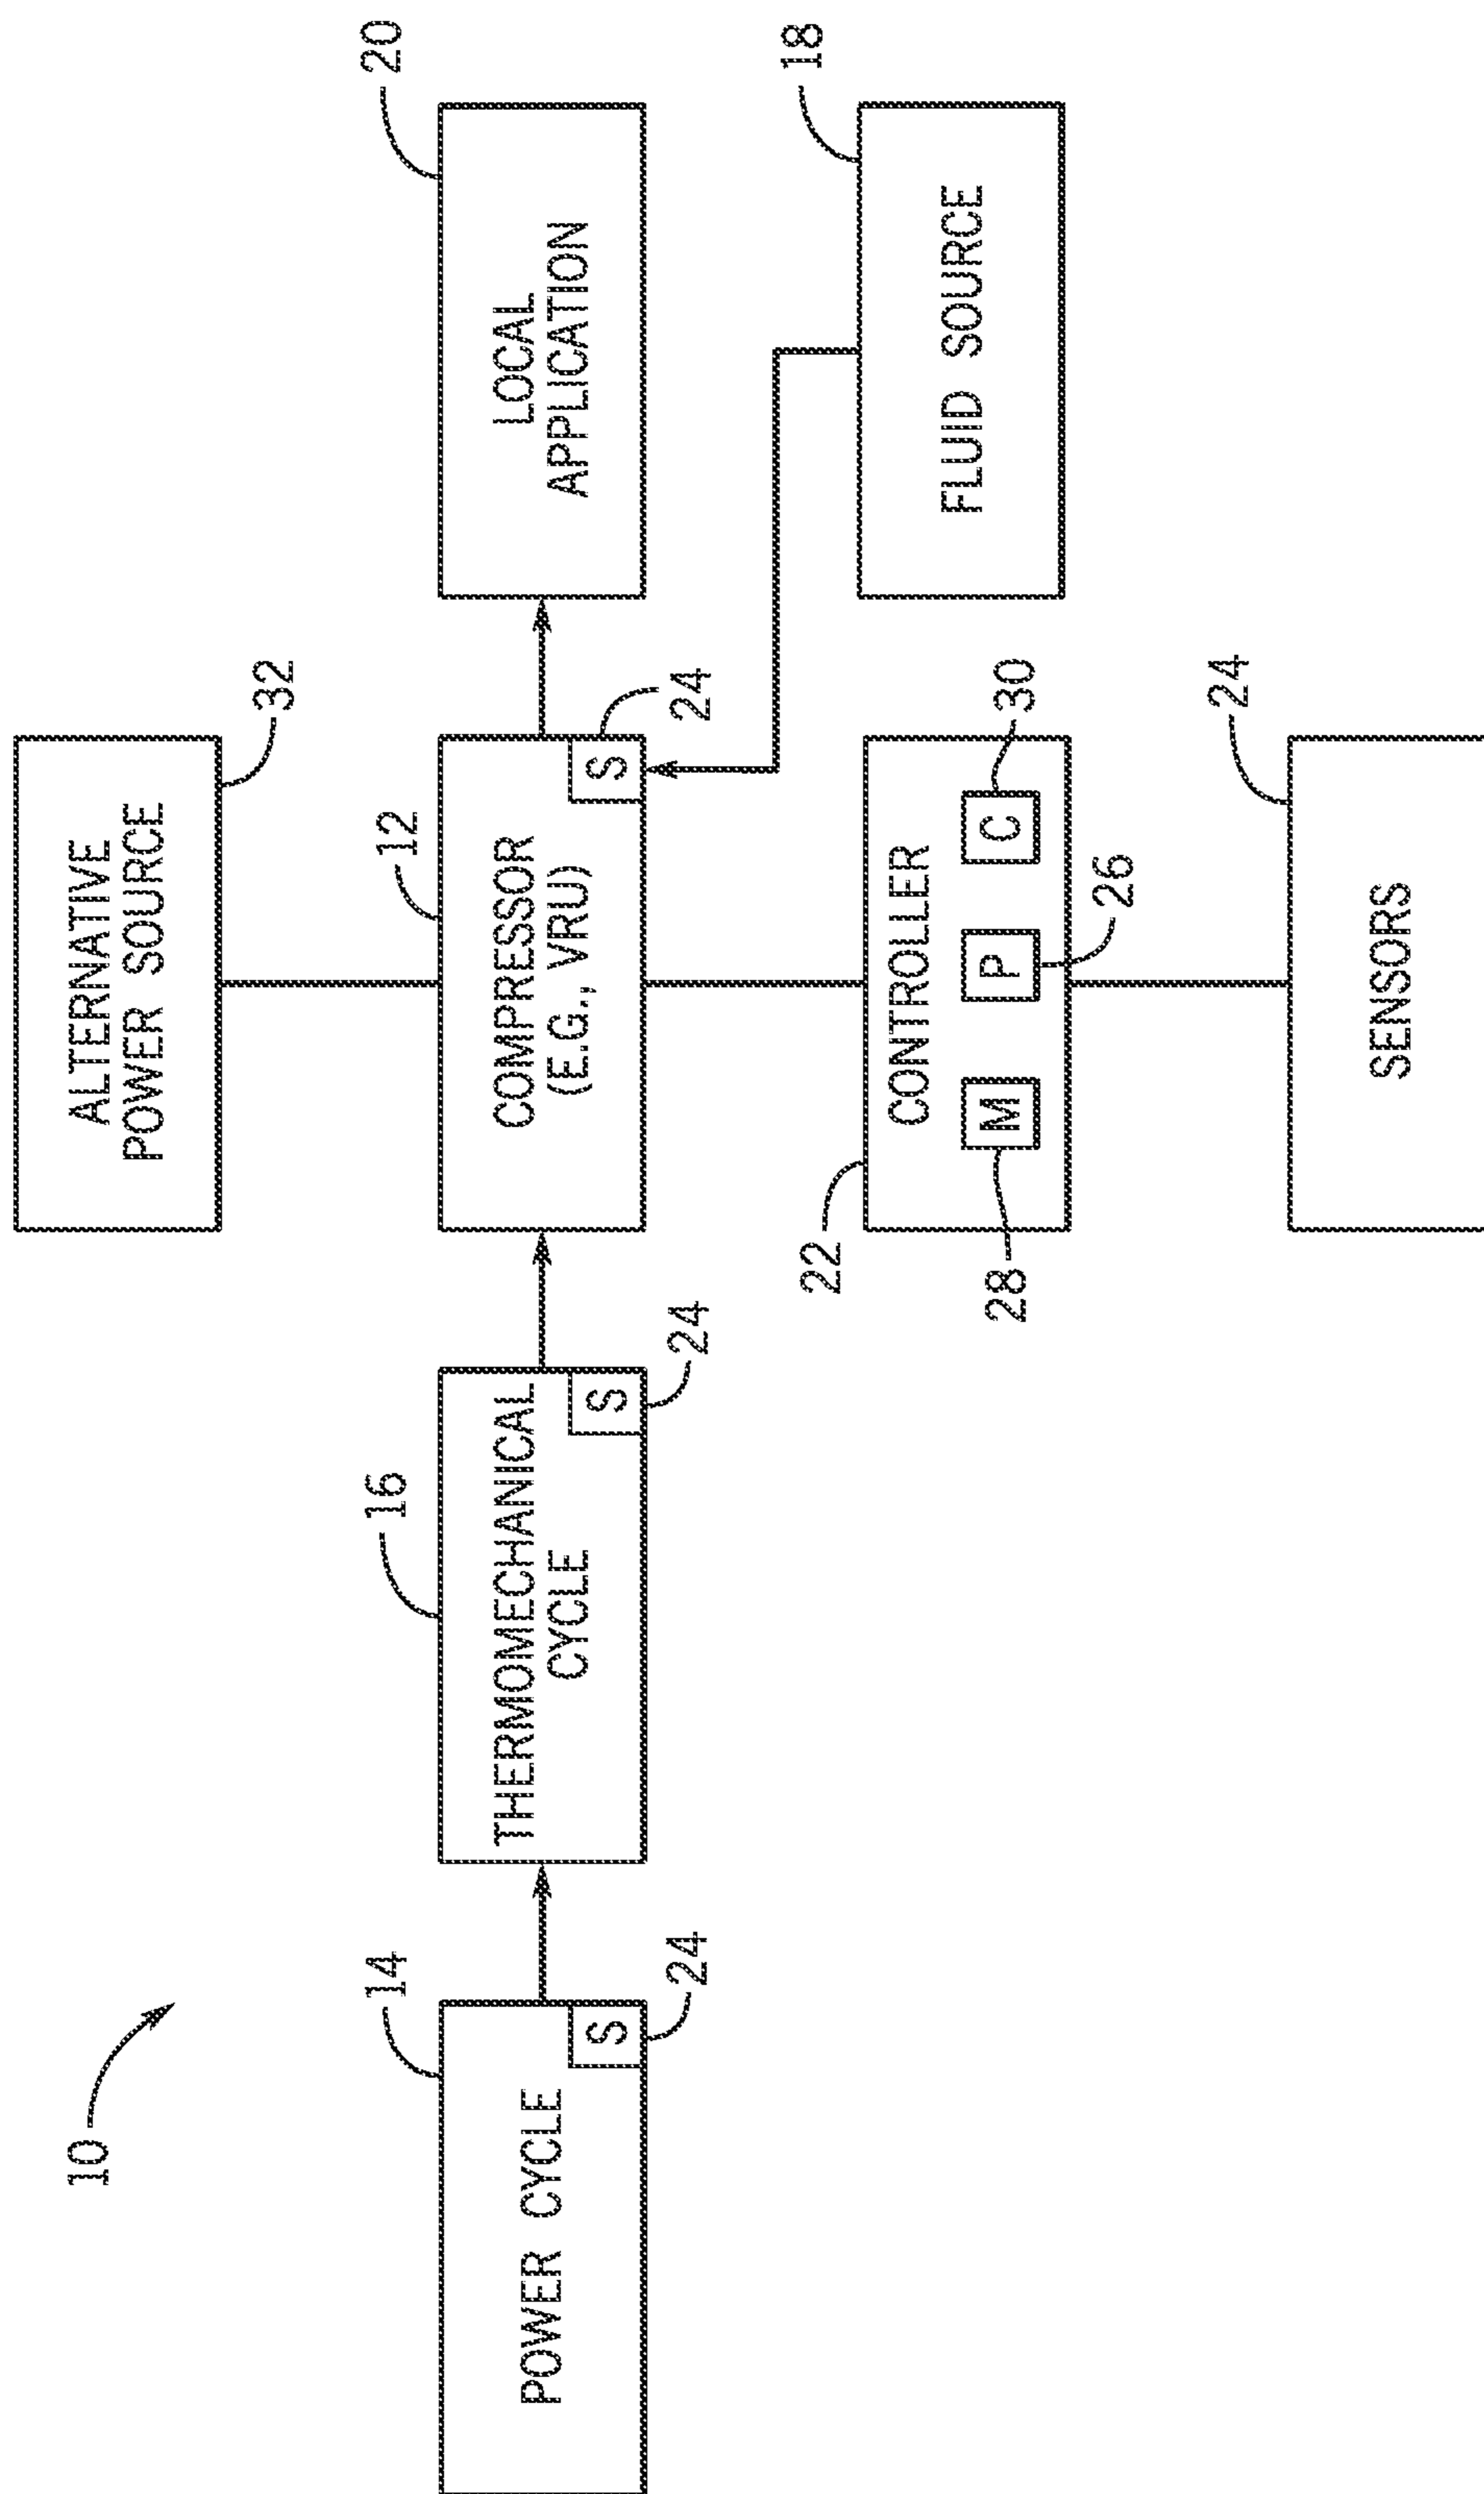 10
ALTERNATIVE
POWER SOURCE
32
14
POWER CYCLE
S
24
16
THERMOMECHANICAL
CYCLE
S
24
12
COMPRESSOR
(E.G., VRU)
S
24
20
LOCAL
APPLICATION
22
CONTROLLER
M
P
C
28
26
30
18
FLUID SOURCE
24
SENSORS